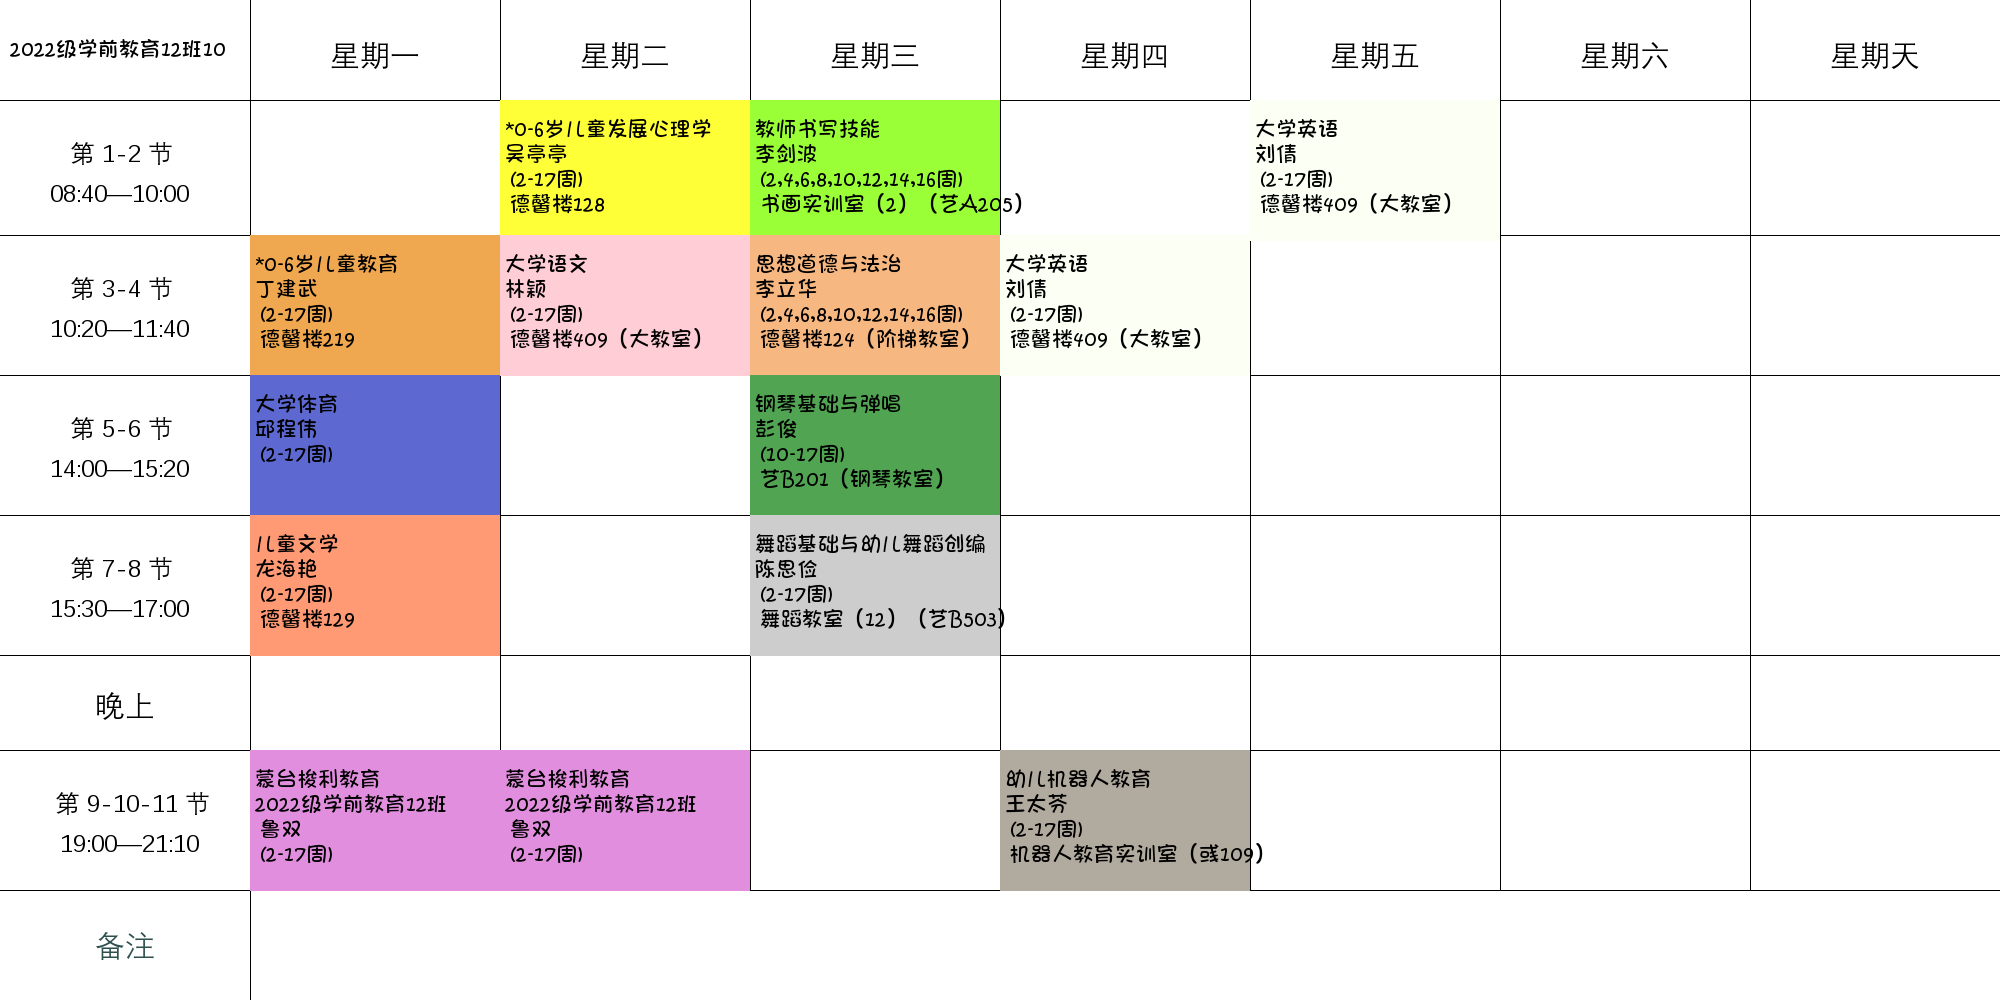 2022级学前教育12班10
星期一
星期二
星期三
星期四
星期五
星期六
星期天
第 1-2 节
08:40—10:00
*0-6岁儿童发展心理学
吴亭亭
(2-17周)
德馨楼128
教师书写技能
李剑波
(2,4,6,8,10,12,14,16周)
书画实训室（2）（艺A205）
大学英语
刘倩
(2-17周)
德馨楼409（大教室）
第 3-4 节
10:20—11:40
*0-6岁儿童教育
丁建武
(2-17周)
德馨楼219
大学语文
林颖
(2-17周)
德馨楼409（大教室）
思想道德与法治
李立华
(2,4,6,8,10,12,14,16周)
德馨楼124（阶梯教室）
大学英语
刘倩
(2-17周)
德馨楼409（大教室）
第 5-6 节
14:00—15:20
大学体育
邱程伟
(2-17周)
钢琴基础与弹唱
彭俊
(10-17周)
艺B201（钢琴教室）
第 7-8 节
15:30—17:00
儿童文学
龙海艳
(2-17周)
德馨楼129
舞蹈基础与幼儿舞蹈创编
陈思俭
(2-17周)
舞蹈教室（12）（艺B503）
晚上
第 9-10-11 节
19:00—21:10
蒙台梭利教育
2022级学前教育12班
鲁双
(2-17周)
蒙台梭利教育
2022级学前教育12班
鲁双
(2-17周)
幼儿机器人教育
王太芬
(2-17周)
机器人教育实训室（彧109）
备注